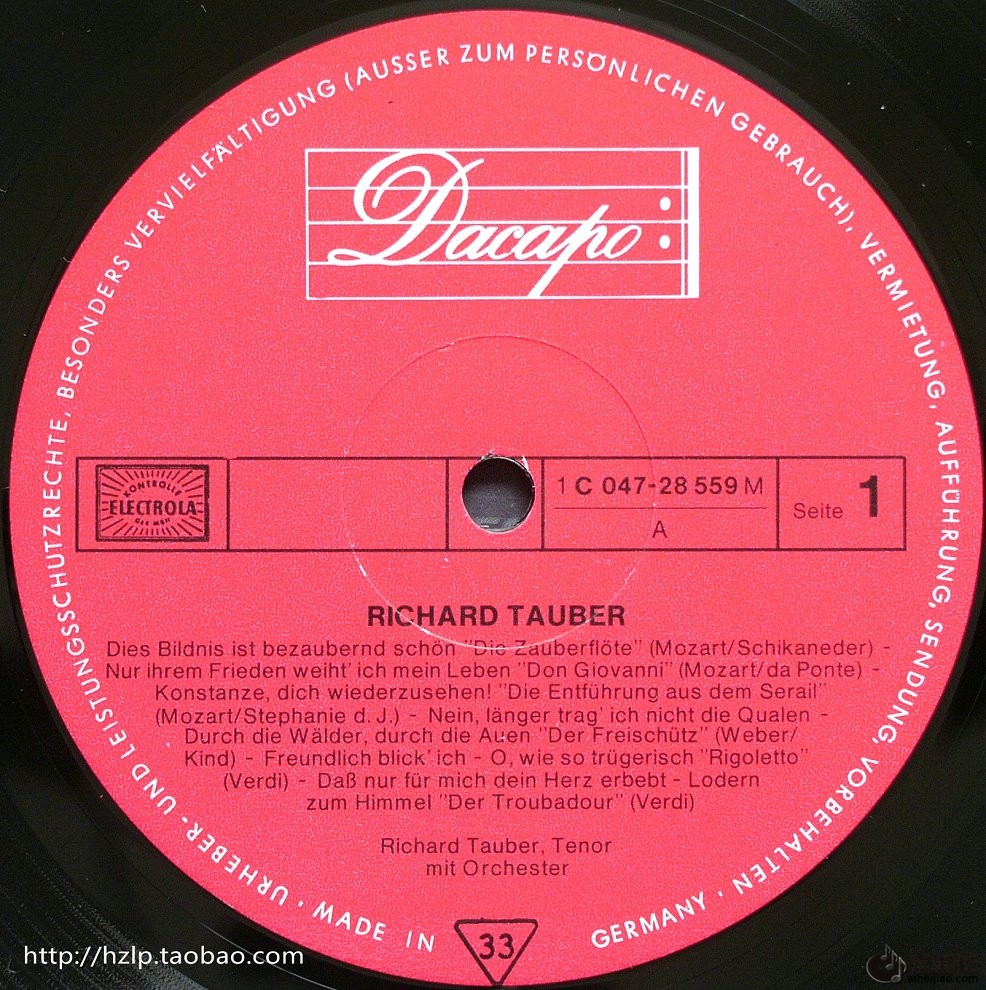 URHEBER- UND LEISTUNGSSCHUTZRECHTE, BESONDERS VERVIELFÄLTIGUNG (AUSSER ZUM PERSÖNLICHEN GEBRAUCH), VERMIETUNG, AUFFÜHRUNG, SENDUNG, VORBEHALTEN ·
Dacapo
KONTROLLE
ELECTROLA
GES MBH
1 C 047-28 559 M
A
Seite 1
RICHARD TAUBER
Dies Bildnis ist bezaubernd schön "Die Zauberflöte" (Mozart/Schikaneder) -
Nur ihrem Frieden weiht' ich mein Leben "Don Giovanni" (Mozart/da Ponte) -
Konstanze, dich wiederzusehen! "Die Entführung aus dem Serail"
(Mozart/Stephanie d. J.) - Nein, länger trag' ich nicht die Qualen -
Durch die Wälder, durch die Auen "Der Freischütz" (Weber/
Kind) - Freundlich blick' ich - O, wie so trügerisch "Rigoletto"
(Verdi) - Daß nur für mich dein Herz erbebt - Lodern
zum Himmel "Der Troubadour" (Verdi)
Richard Tauber, Tenor
mit Orchester
· MADE IN GERMANY ·
33
http://hzlp.taobao.com
aiheijiao.com